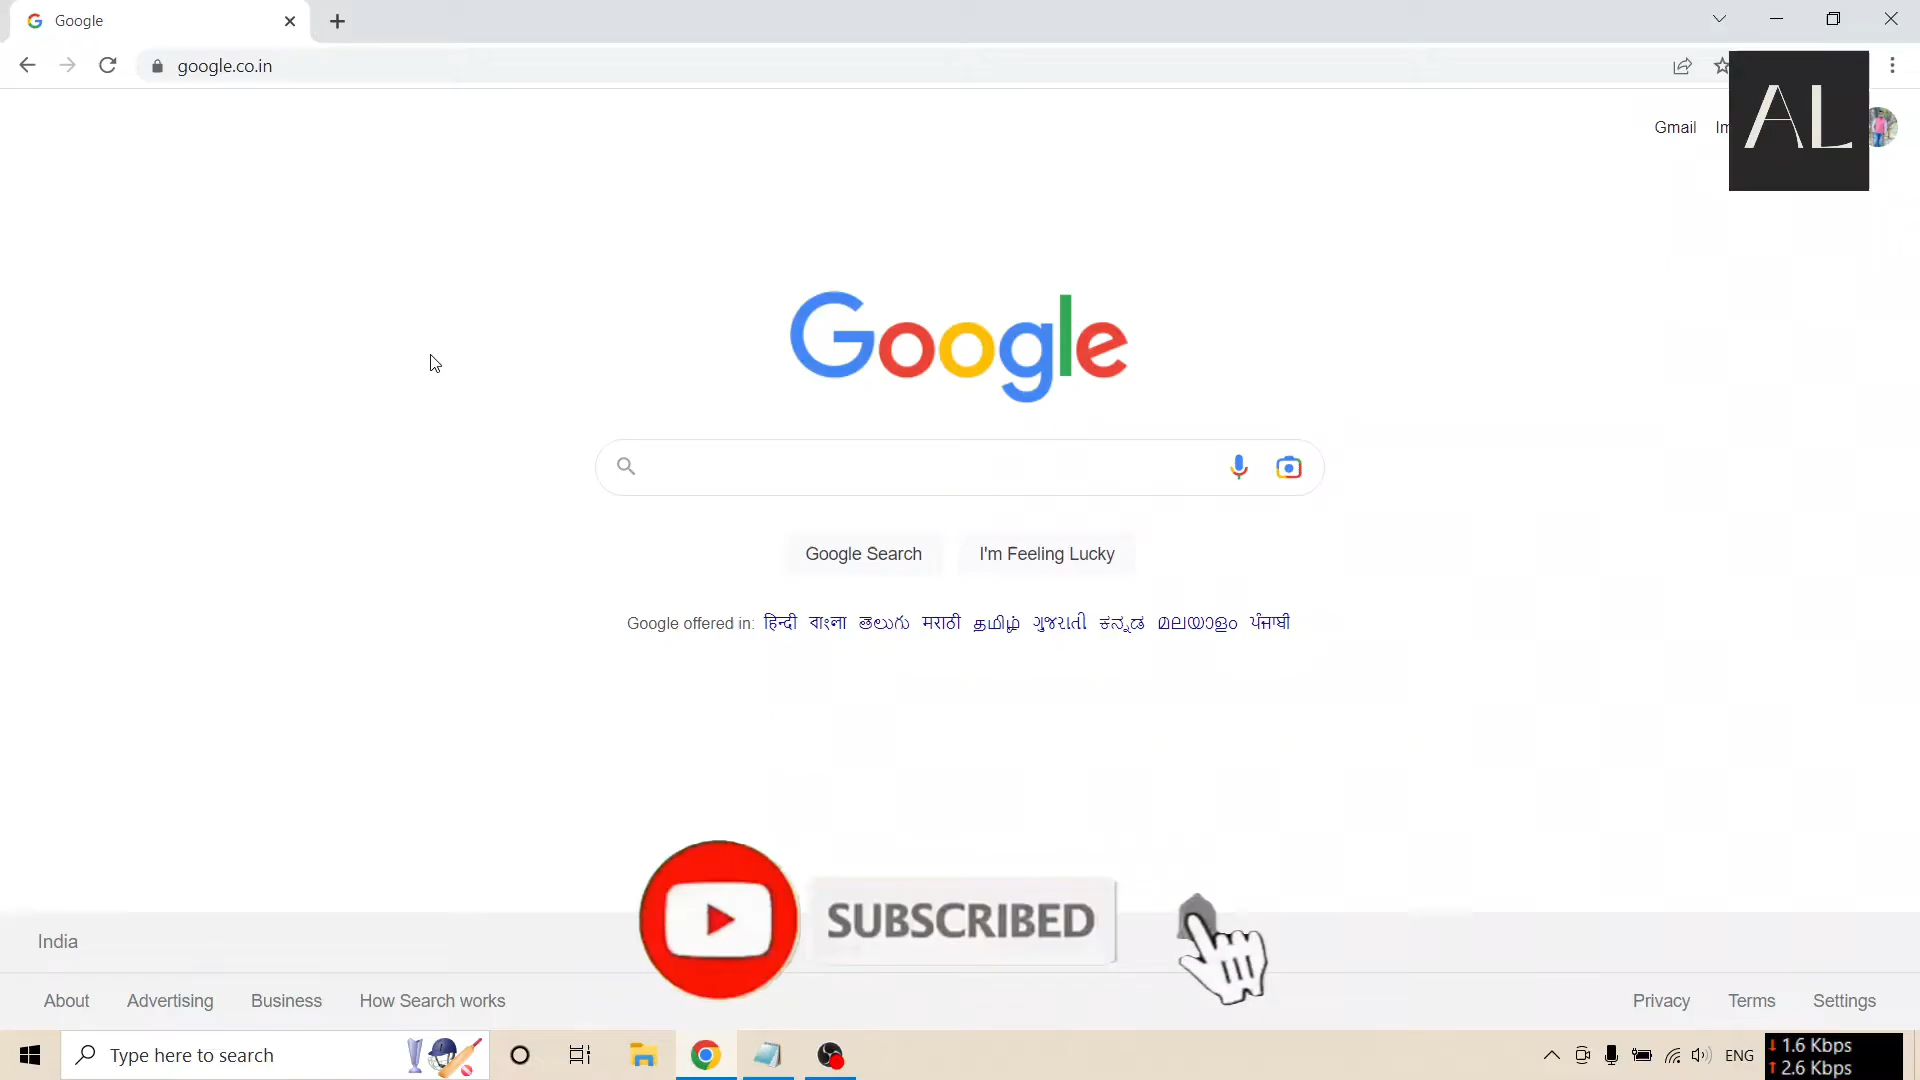 Google
google.co.in
Gmail
AL
Google
Google Search
I'm Feeling Lucky
Google offered in: हिन्दी বাংলা తెలుగు मराठी தமிழ் ગુજરાતી ಕನ್ನಡ മലയാളം ਪੰਜਾਬੀ
SUBSCRIBED
India
About Advertising Business How Search works
Privacy Terms Settings
Type here to search
ENG
1.6 Kbps
2.6 Kbps